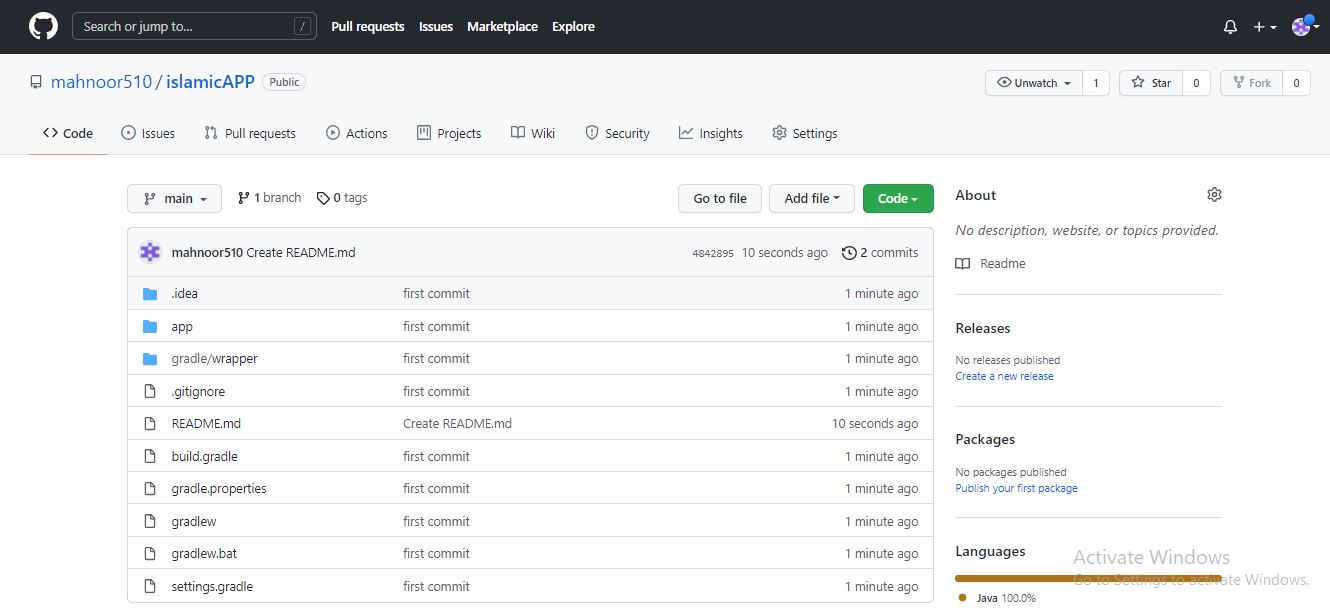 Search or jump to... / Pull requests Issues Marketplace Explore
mahnoor510 / islamicAPP Public Unwatch 1 Star 0 Fork 0
Code Issues Pull requests Actions Projects Wiki Security Insights Settings
main 1 branch 0 tags Go to file Add file Code
mahnoor510 Create README.md 4842895 10 seconds ago 2 commits
.idea first commit 1 minute ago
app first commit 1 minute ago
gradle/wrapper first commit 1 minute ago
.gitignore first commit 1 minute ago
README.md Create README.md 10 seconds ago
build.gradle first commit 1 minute ago
gradle.properties first commit 1 minute ago
gradlew first commit 1 minute ago
gradlew.bat first commit 1 minute ago
settings.gradle first commit 1 minute ago
About
No description, website, or topics provided.
Readme
Releases
No releases published
Create a new release
Packages
No packages published
Publish your first package
Languages
Java 100.0%
Activate Windows
Go to Settings to activate Windows.